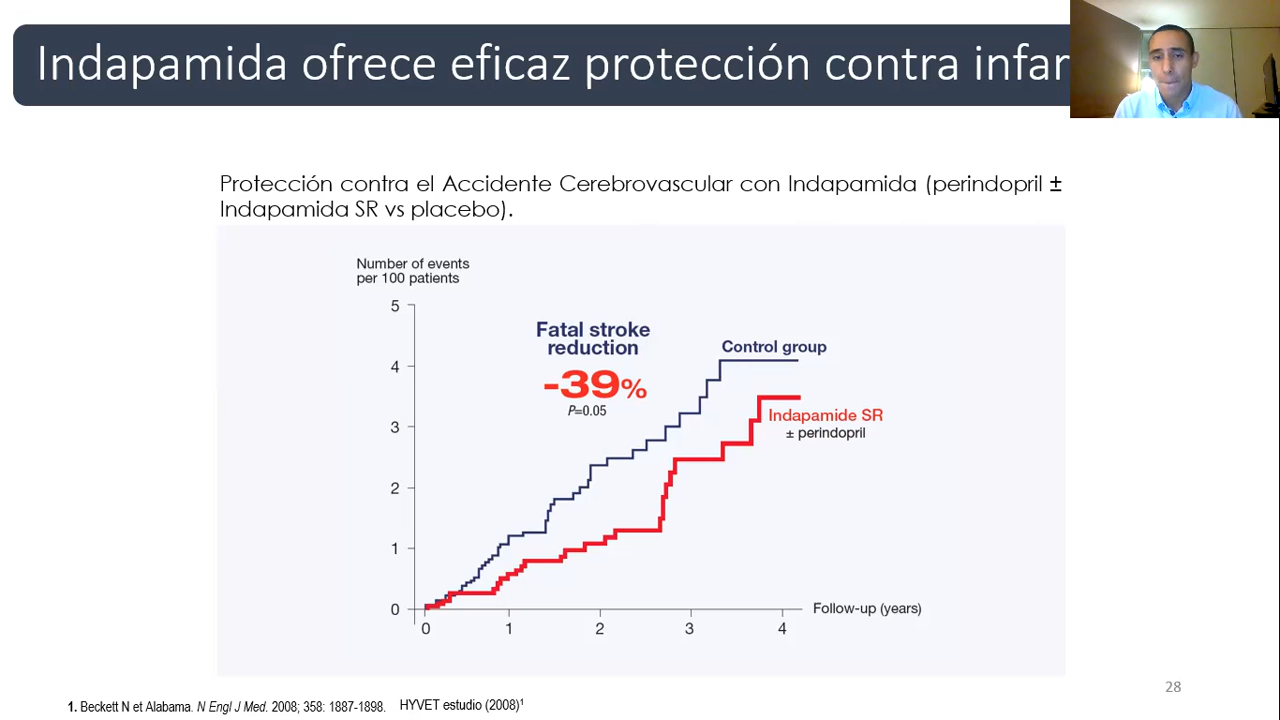 Indapamida ofrece eficaz protección contra infar
Protección contra el Accidente Cerebrovascular con Indapamida (perindopril ±
Indapamida SR vs placebo).
Number of events
per 100 patients
5
4
3
2
1
0
Fatal stroke
reduction
-39%
P=0.05
Control group
Indapamide SR
± perindopril
0 1 2 3 4
Follow-up (years)
28
1. Beckett N et Alabama. N Engl J Med. 2008; 358: 1887-1898. HYVET estudio (2008)1